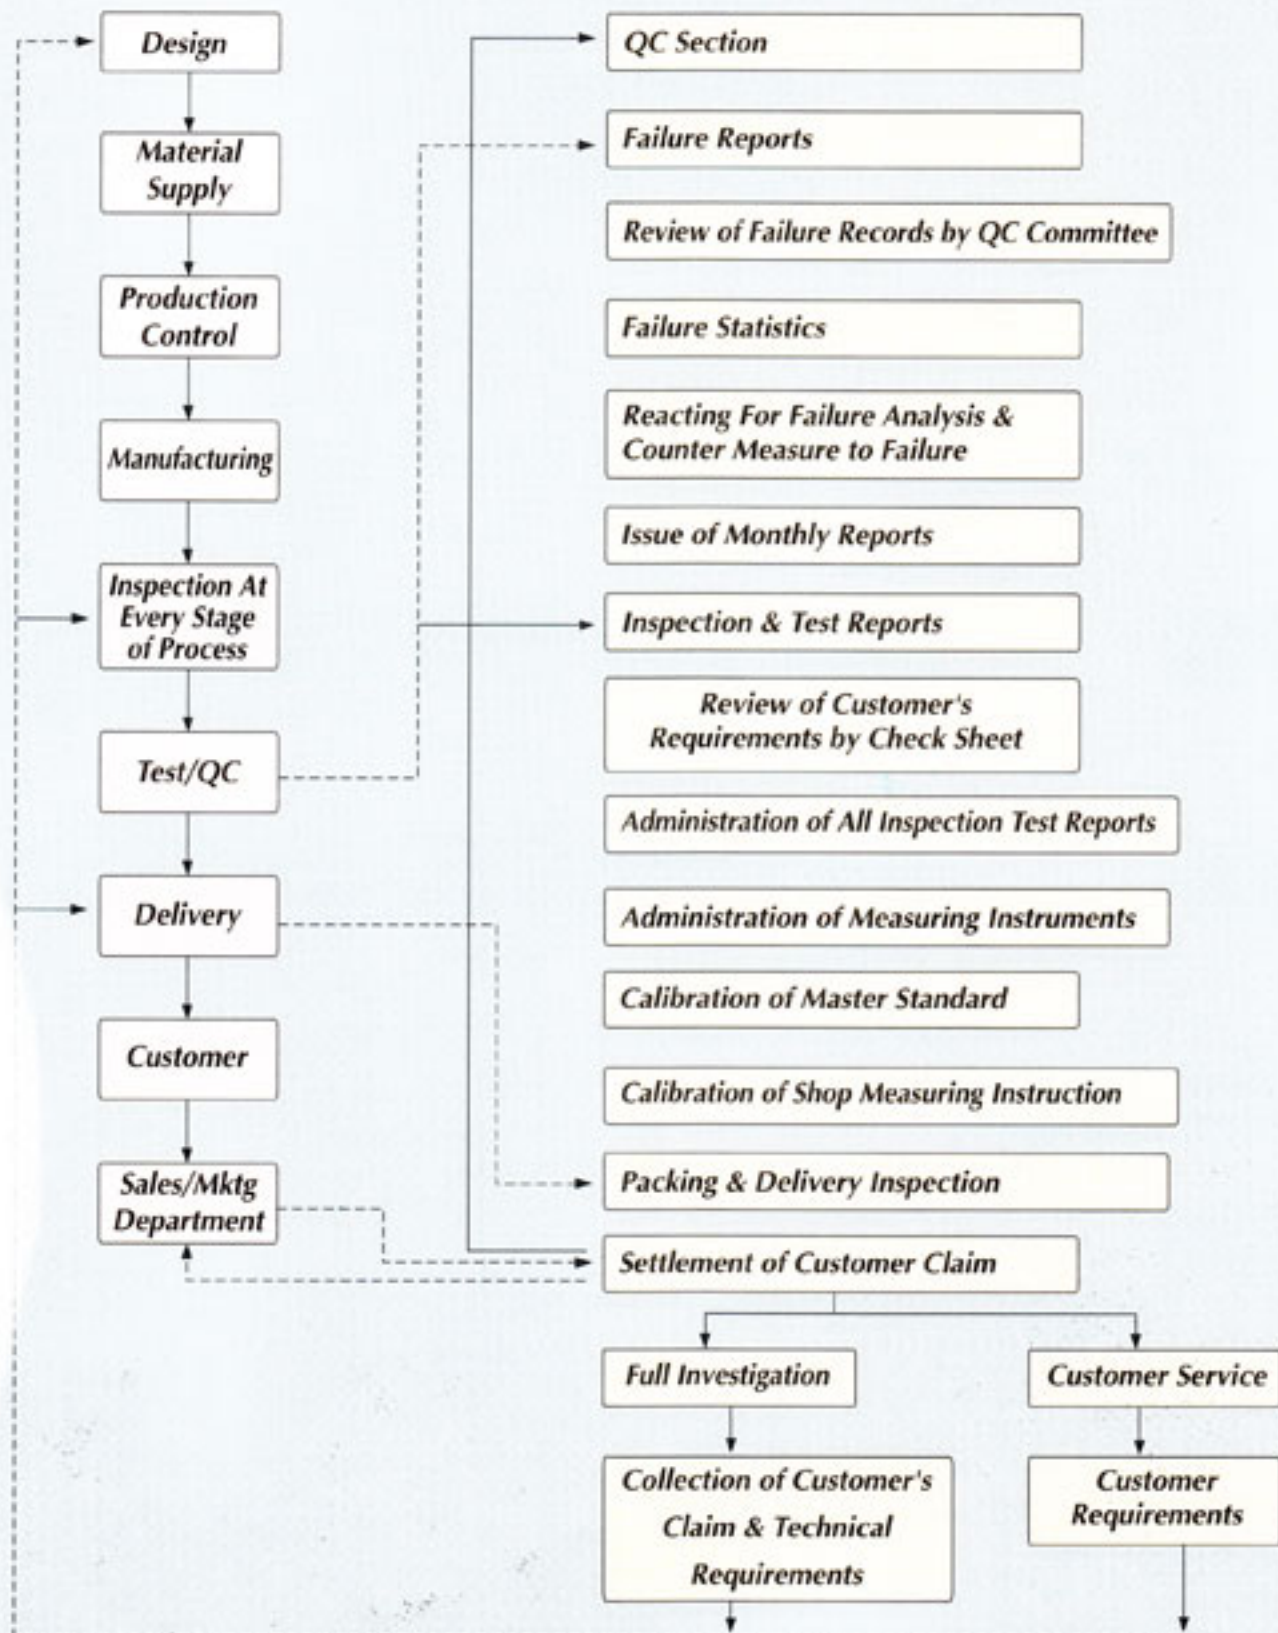 Design
Material
Supply
Production
Control
Manufacturing
Inspection At
Every Stage
of Process
Test/QC
Delivery
Customer
Sales/Mktg
Department
QC Section
Failure Reports
Review of Failure Records by QC Committee
Failure Statistics
Reacting For Failure Analysis &
Counter Measure to Failure
Issue of Monthly Reports
Inspection & Test Reports
Review of Customer's
Requirements by Check Sheet
Administration of All Inspection Test Reports
Administration of Measuring Instruments
Calibration of Master Standard
Calibration of Shop Measuring Instruction
Packing & Delivery Inspection
Settlement of Customer Claim
Full Investigation
Customer Service
Collection of Customer's
Claim & Technical
Requirements
Customer
Requirements